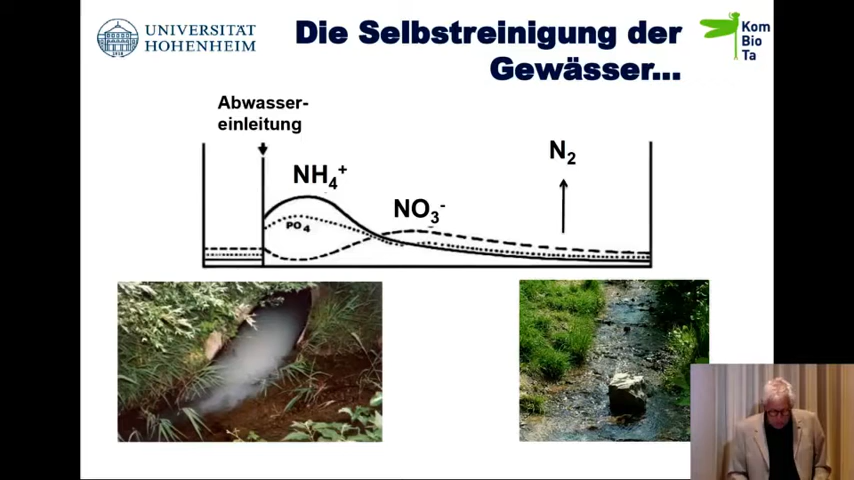 UNIVERSITÄT
HOHENHEIM
Die Selbstreinigung der
Gewässer...
Kom
Bio
Ta
Abwasser-
einleitung
NH4+
PO4
NO3-
N2